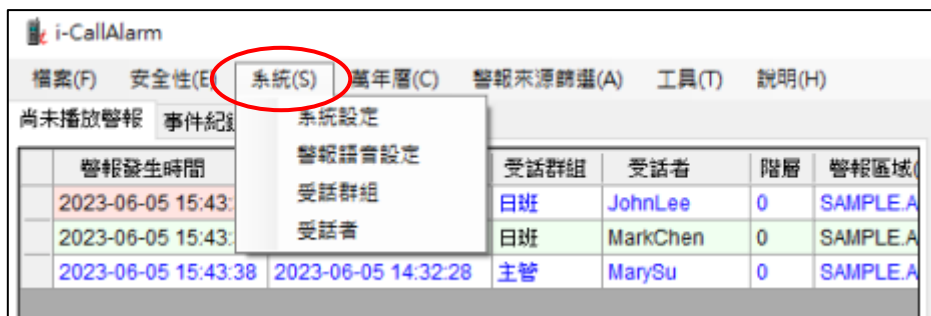 i-CallAlarm
檔案(F) 安全性(E) 系統(S) 萬年曆(C) 警報來源篩選(A) 工具(T) 說明(H)
尚未播放警報 事件紀錄
系統設定
警報語音設定
受話群組
受話者
警報發生時間 受話群組 受話者 階層 警報區域(
2023-06-05 15:43: 日班 JohnLee 0 SAMPLE.A
2023-06-05 15:43: 日班 MarkChen 0 SAMPLE.A
2023-06-05 15:43:38 2023-06-05 14:32:28 主管 MarySu 0 SAMPLE.A